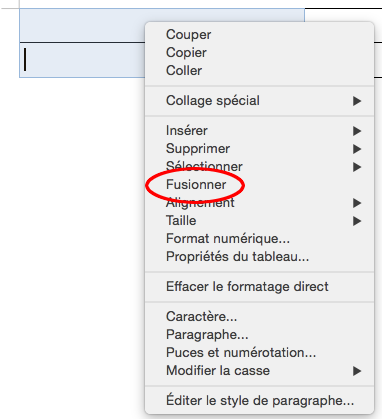 Couper
Copier
Coller
Collage spécial
Insérer
Supprimer
Sélectionner
Fusionner
Alignement
Taille
Format numérique...
Propriétés du tableau...
Effacer le formatage direct
Caractère...
Paragraphe...
Puces et numérotation...
Modifier la casse
Éditer le style de paragraphe...